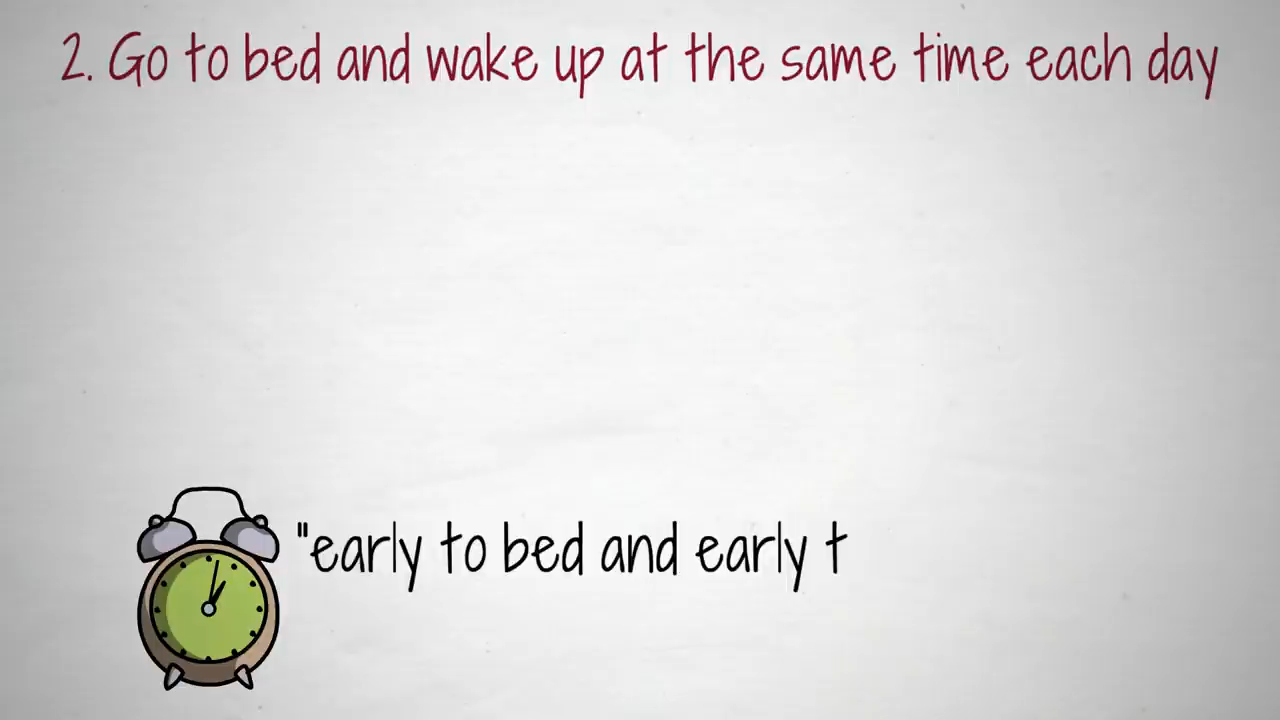 2. Go to bed and wake up at the same time each day
"early to bed and early t